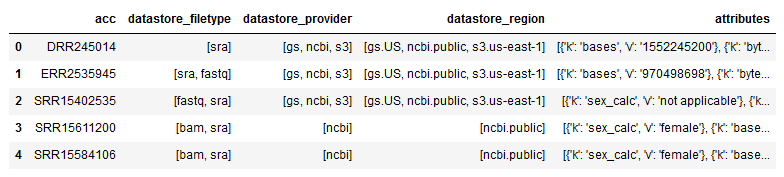 acc datastore_filetype datastore_provider datastore_region attributes
0 DRR245014 [sra] [gs, ncbi, s3] [gs.US, ncbi.public, s3.us-east-1] [{'k': 'bases', 'v': '1552245200'}, {'k': 'byt...
1 ERR2535945 [sra, fastq] [gs, ncbi, s3] [gs.US, ncbi.public, s3.us-east-1] [{'k': 'bases', 'v': '970498698'}, {'k': 'byte...
2 SRR15402535 [fastq, sra] [gs, ncbi, s3] [gs.US, ncbi.public, s3.us-east-1] [{'k': 'sex_calc', 'v': 'not applicable'}, {'k...
3 SRR15611200 [bam, sra] [ncbi] [ncbi.public] [{'k': 'sex_calc', 'v': 'female'}, {'k': 'base...
4 SRR15584106 [bam, sra] [ncbi] [ncbi.public] [{'k': 'sex_calc', 'v': 'female'}, {'k': 'base...